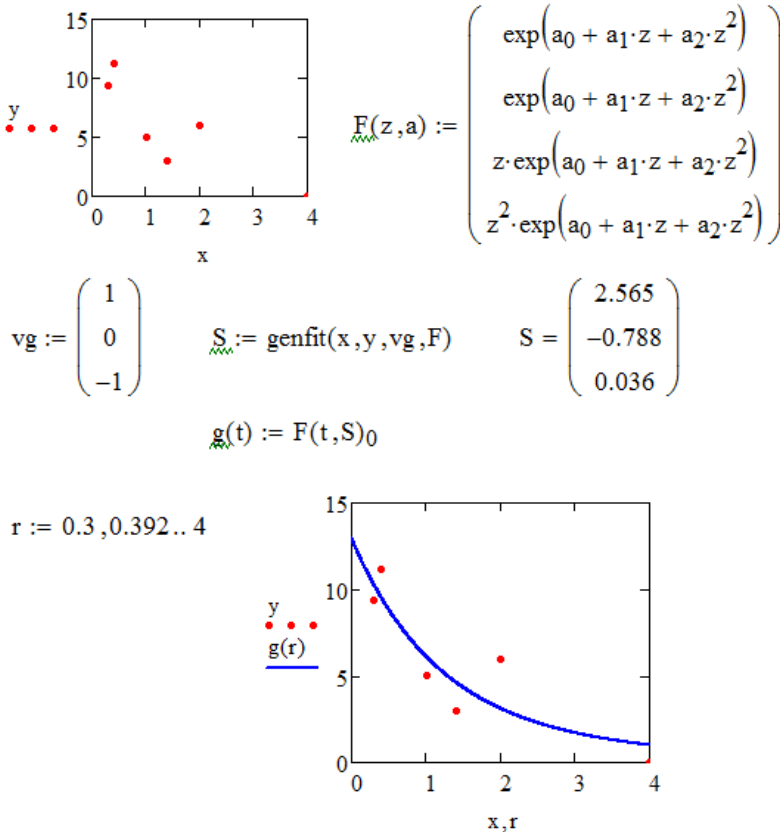 15
10
5
0
y
0 1 2 3 4
x
F(z,a) := ( exp(a₀ + a₁·z + a₂·z²)
exp(a₀ + a₁·z + a₂·z²)
z·exp(a₀ + a₁·z + a₂·z²)
z²·exp(a₀ + a₁·z + a₂·z²) )
vg := ( 1
0
−1 )
S := genfit(x,y,vg,F)
S = ( 2.565
−0.788
0.036 )
g(t) := F(t,S)₀
r := 0.3,0.392.. 4
15
10
5
0
y
g(r)
0 1 2 3 4
x,r